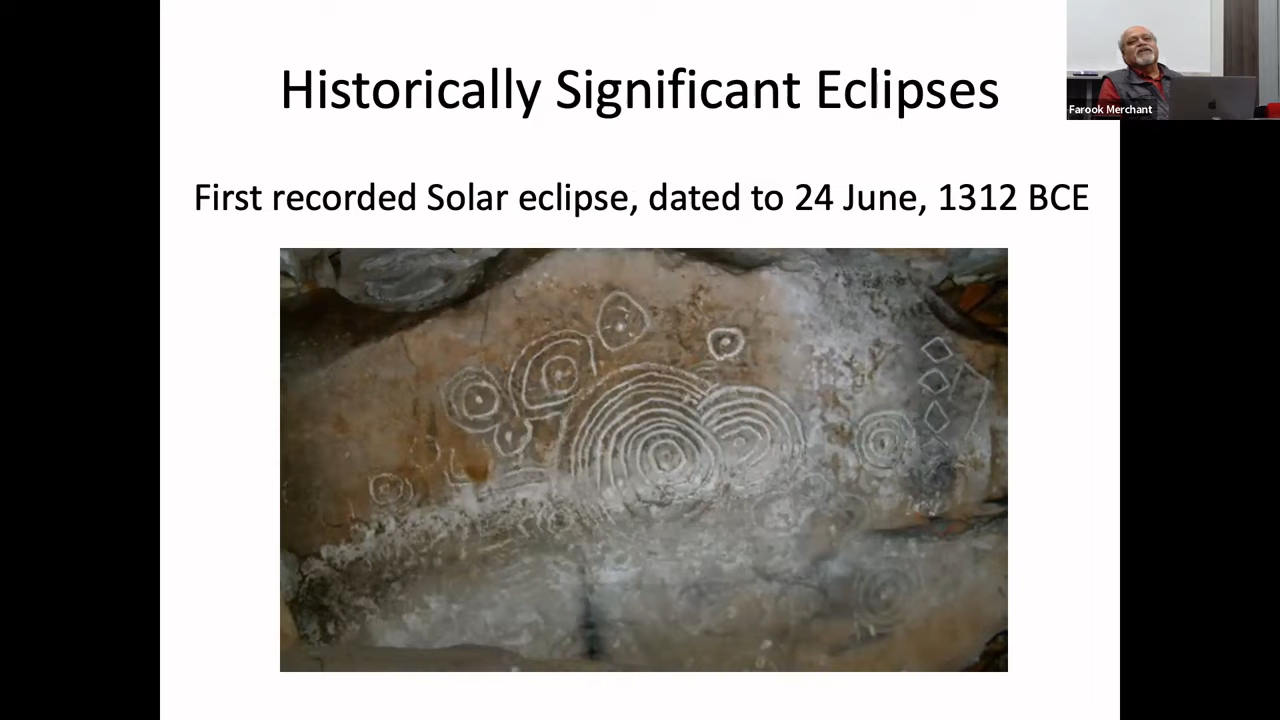 Historically Significant Eclipses
Farook Merchant
First recorded Solar eclipse, dated to 24 June, 1312 BCE